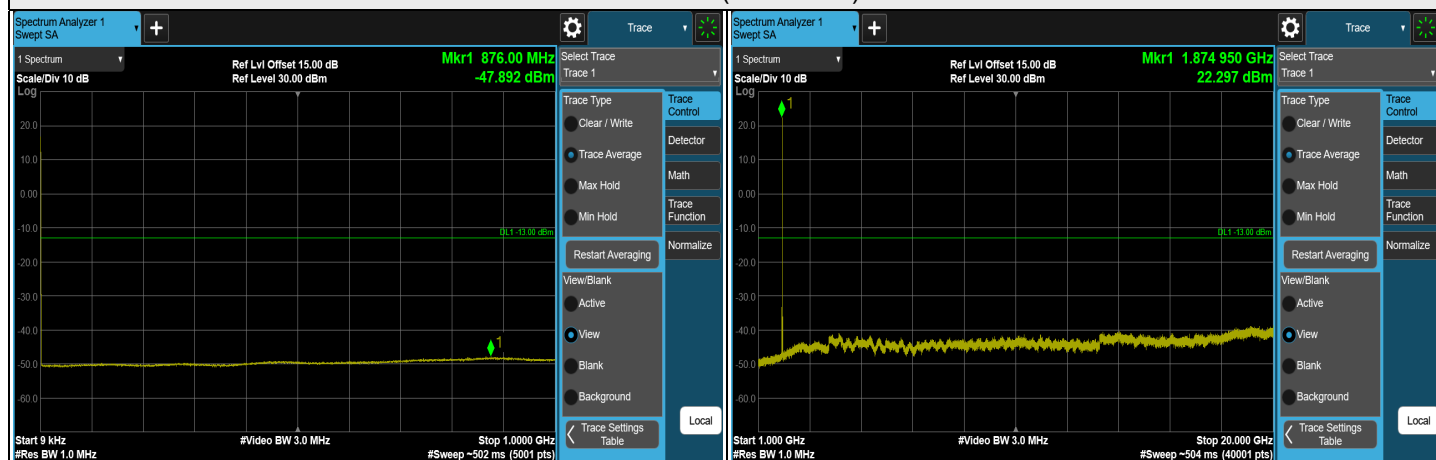 Spectrum Analyzer 1
Swept SA
+
Trace
1 Spectrum
Scale/Div 10 dB
Ref Lvl Offset 15.00 dB
Ref Level 30.00 dBm
Mkr1 876.00 MHz
-47.892 dBm
Log
20.0
10.0
0.00
-10.0
-20.0
-30.0
-40.0
-50.0
-60.0
DL1 -13.00 dBm
1
Start 9 kHz
#Res BW 1.0 MHz
#Video BW 3.0 MHz
Stop 1.0000 GHz
#Sweep ~502 ms (5001 pts)
Select Trace
Trace 1
Trace Type
Clear / Write
Trace Average
Max Hold
Min Hold
Restart Averaging
View/Blank
Active
View
Blank
Background
Trace Settings
Table
Trace
Control
Detector
Math
Trace
Function
Normalize
Local
Spectrum Analyzer 1
Swept SA
+
Trace
1 Spectrum
Scale/Div 10 dB
Ref Lvl Offset 15.00 dB
Ref Level 30.00 dBm
Mkr1 1.874 950 GHz
22.297 dBm
Log
20.0
10.0
0.00
-10.0
-20.0
-30.0
-40.0
-50.0
-60.0
1
DL1 -13.00 dBm
Start 1.000 GHz
#Res BW 1.0 MHz
#Video BW 3.0 MHz
Stop 20.000 GHz
#Sweep ~504 ms (40001 pts)
Select Trace
Trace 1
Trace Type
Clear / Write
Trace Average
Max Hold
Min Hold
Restart Averaging
View/Blank
Active
View
Blank
Background
Trace Settings
Table
Trace
Control
Detector
Math
Trace
Function
Normalize
Local